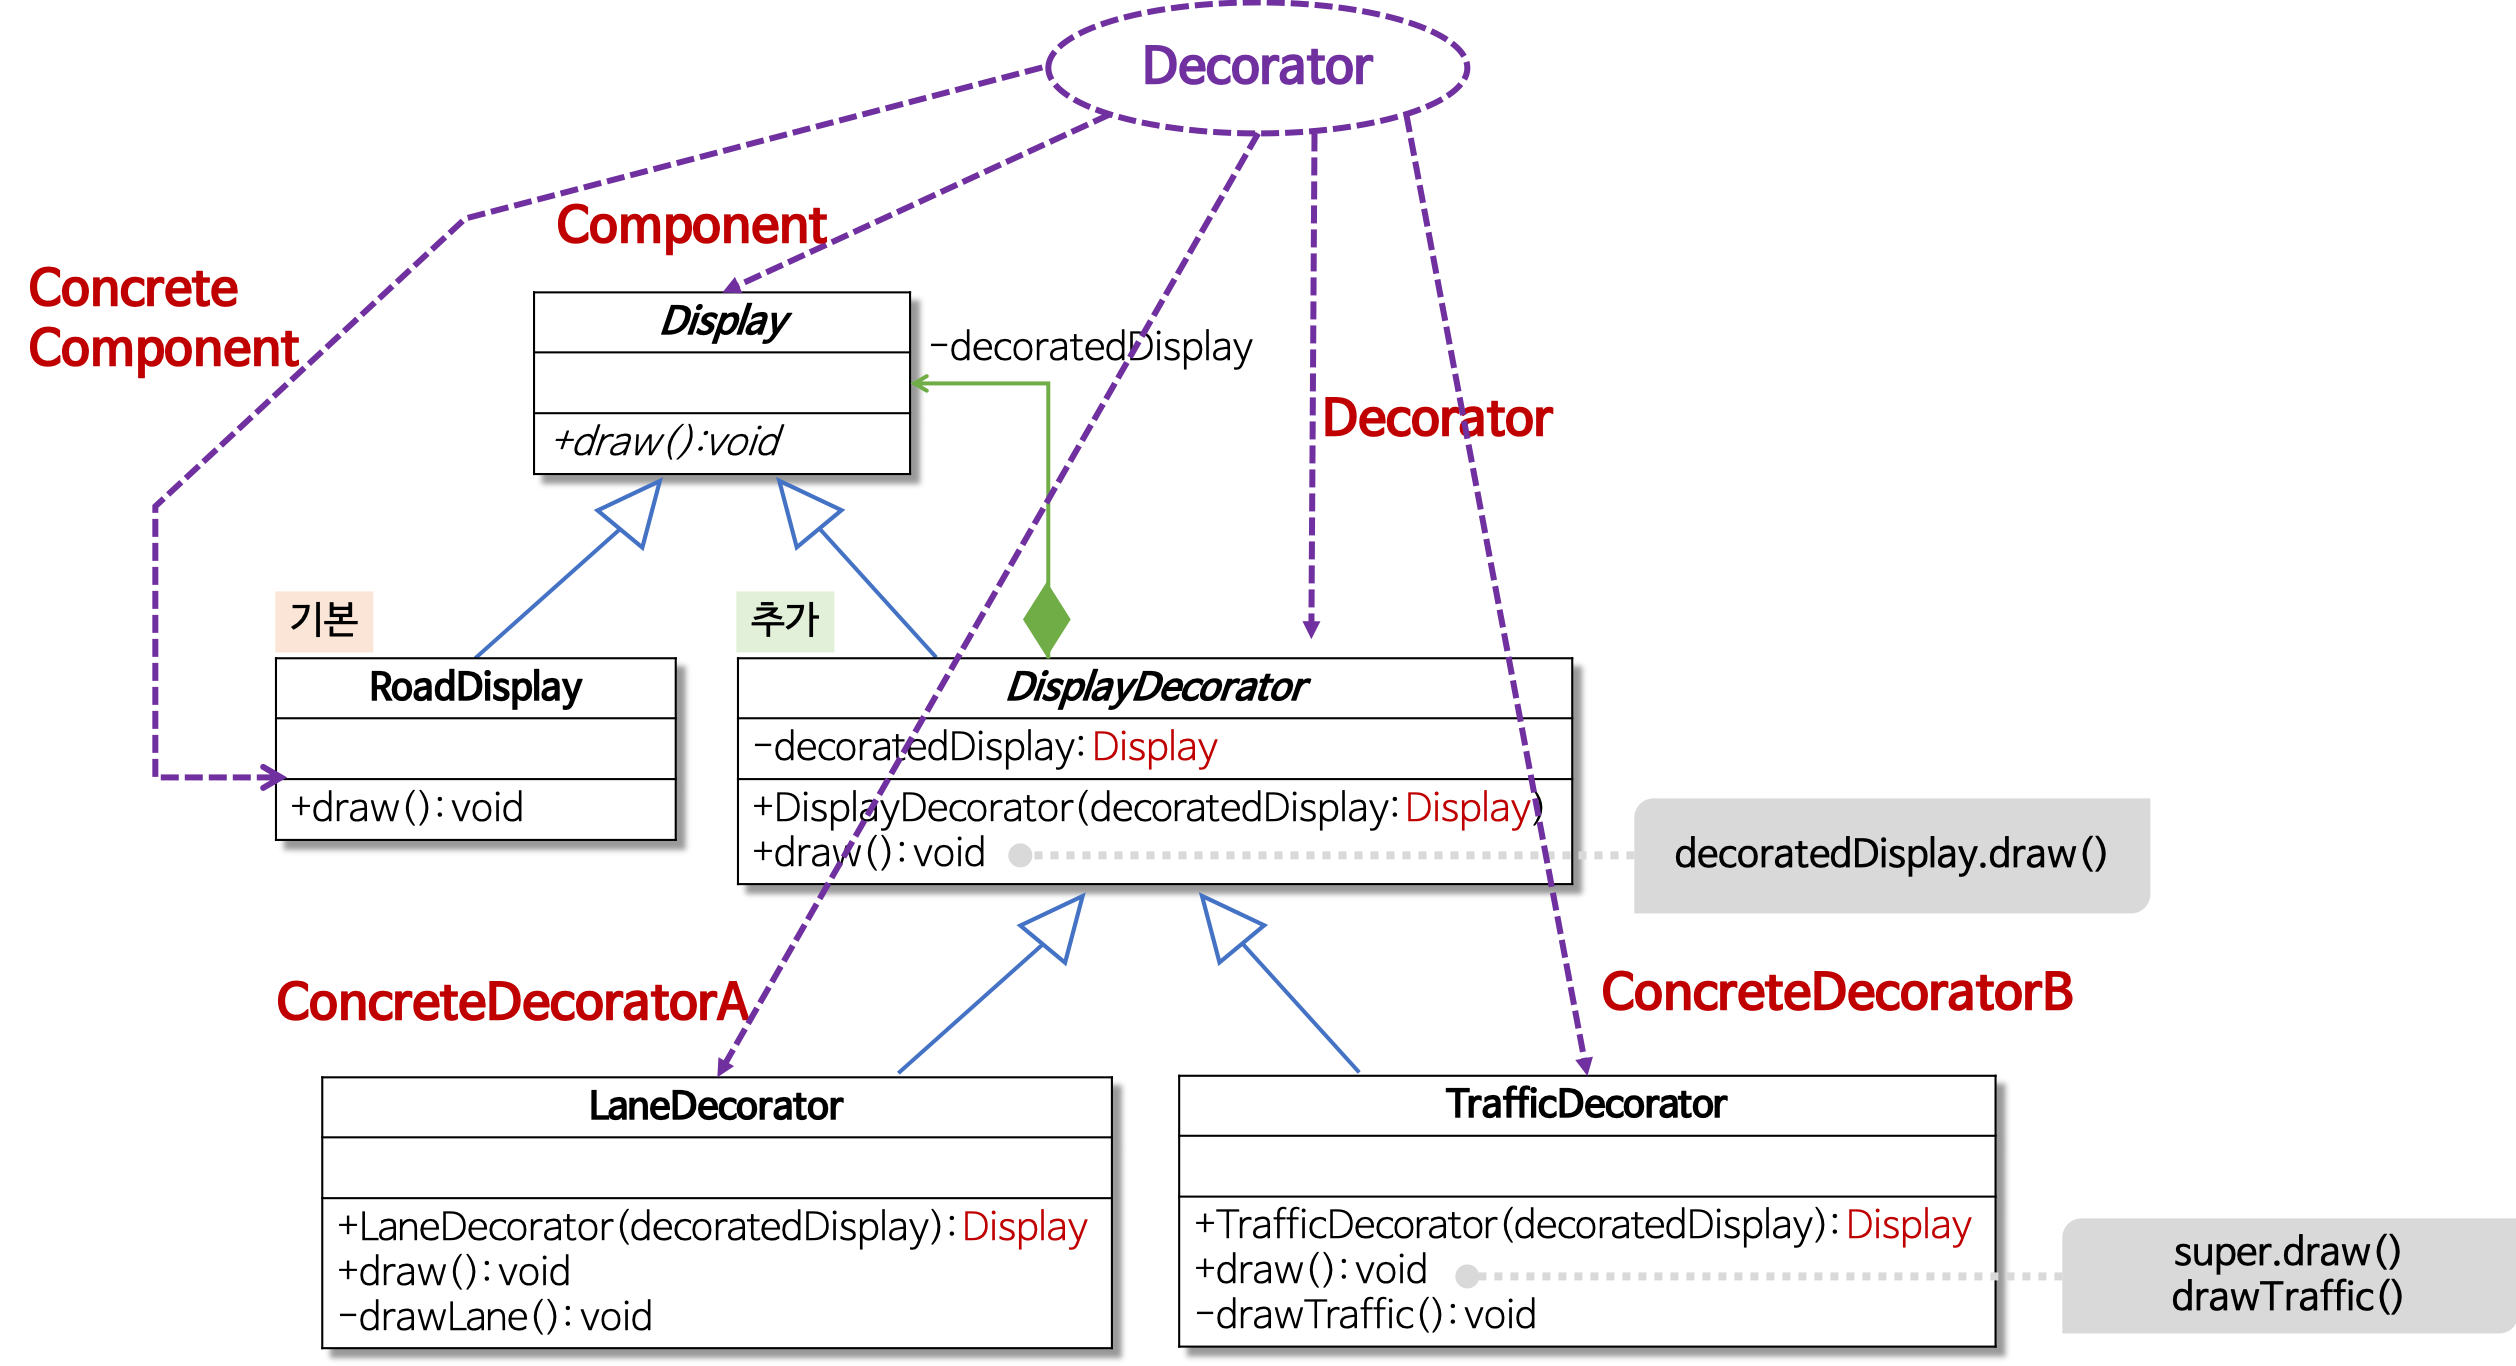 Decorator
Component
Concrete
Component
Display
-decoratedDisplay
+draw():void
Decorator
기본
추가
RoadDisplay
+draw():void
DisplayDecorator
-decoratedDisplay:Display
+DisplayDecorator(decoratedDisplay:Display)
+draw():void
decoratedDisplay.draw()
ConcreteDecoratorA
ConcreteDecoratorB
LaneDecorator
+LaneDecorator(decoratedDisplay):Display
+draw():void
-drawLane():void
TrafficDecorator
+TrafficDecorator(decoratedDisplay):Display
+draw():void
-drawTraffic():void
super.draw()
drawTraffic()